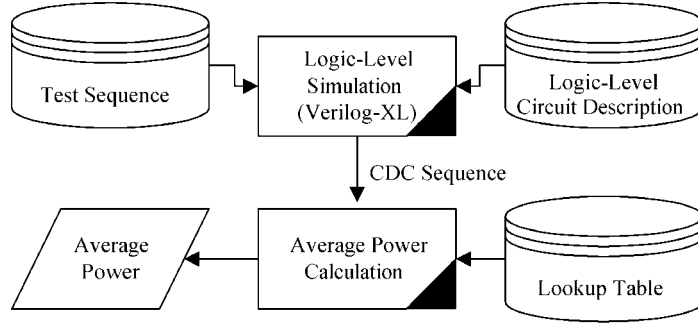 Test Sequence
Logic-Level
Simulation
(Verilog-XL)
Logic-Level
Circuit Description
CDC Sequence
Average
Power
Average Power
Calculation
Lookup Table